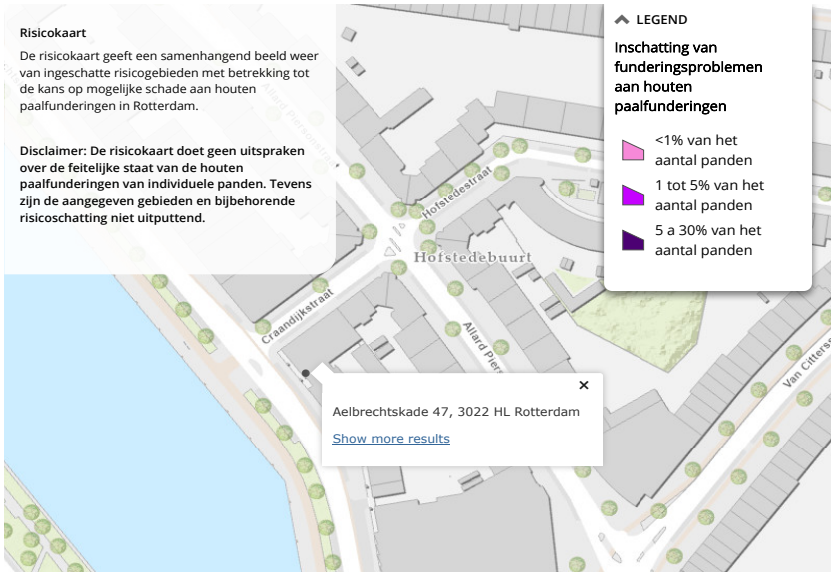 Risicokaart
De risicokaart geeft een samenhangend beeld weer
van ingeschatte risicogebieden met betrekking tot
de kans op mogelijke schade aan houten
paalfunderingen in Rotterdam.
Disclaimer: De risicokaart doet geen uitspraken
over de feitelijke staat van de houten
paalfunderingen van individuele panden. Tevens
zijn de aangegeven gebieden en bijbehorende
risicoschatting niet uitputtend.
LEGEND
Inschatting van
funderingsproblemen
aan houten
paalfunderingen
<1% van het
aantal panden
1 tot 5% van het
aantal panden
5 a 30% van het
aantal panden
Hofstedestraat
Hofstedebuurt
Craandijkstraat
Allard Piers
Van Citterss
Aelbrechtskade 47, 3022 HL Rotterdam
Show more results